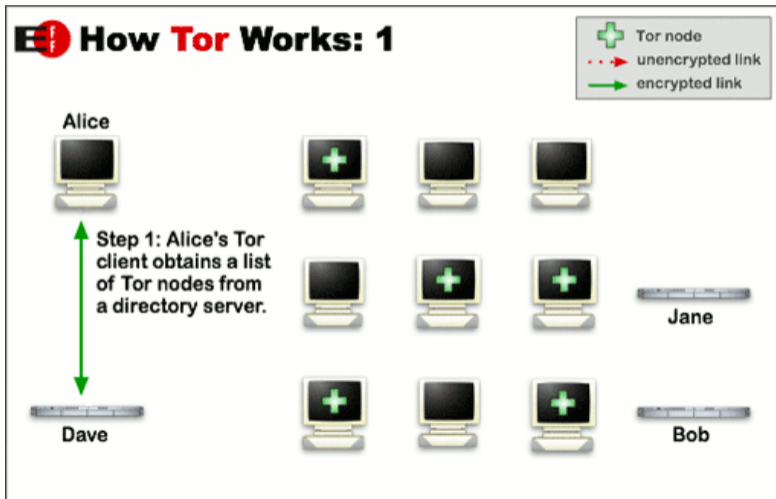 EFF How Tor Works: 1
Tor node
unencrypted link
encrypted link
Alice
Step 1: Alice's Tor
client obtains a list
of Tor nodes from
a directory server.
Jane
Dave
Bob